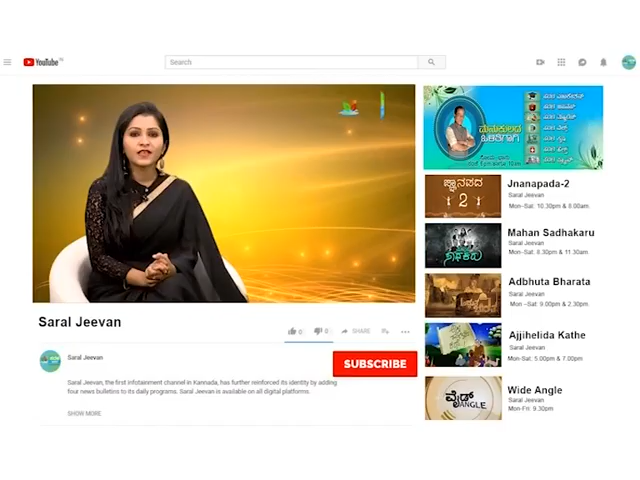 YouTube
Search
Saral Jeevan
0
0
SHARE
Saral Jeevan
SUBSCRIBE
Saral Jeevan, the first infotainment channel in Kannada, has further reinforced its identity by adding
four news bulletins to its daily programs. Saral Jeevan is available on all digital platforms.
SHOW MORE
ಜ್ಞಾನಪದ
2
Jnanapada-2
Saral Jeevan
Mon-Sat: 10.30pm & 8.00am.
ಸಾಧಕರು
Mahan Sadhakaru
Saral Jeevan
Mon-Sat: 8.30pm & 11.30am
Adbhuta Bharata
Saral Jeevan
Mon –Sat: 9.00pm & 2.30pm.
Ajjihelida Kathe
Saral Jeevan
Mon-Sat: 5.00pm & 7.00pm
ವೈಡ್
ANGLE
Wide Angle
Saral Jeevan
Mon-Fri: 9.30pm